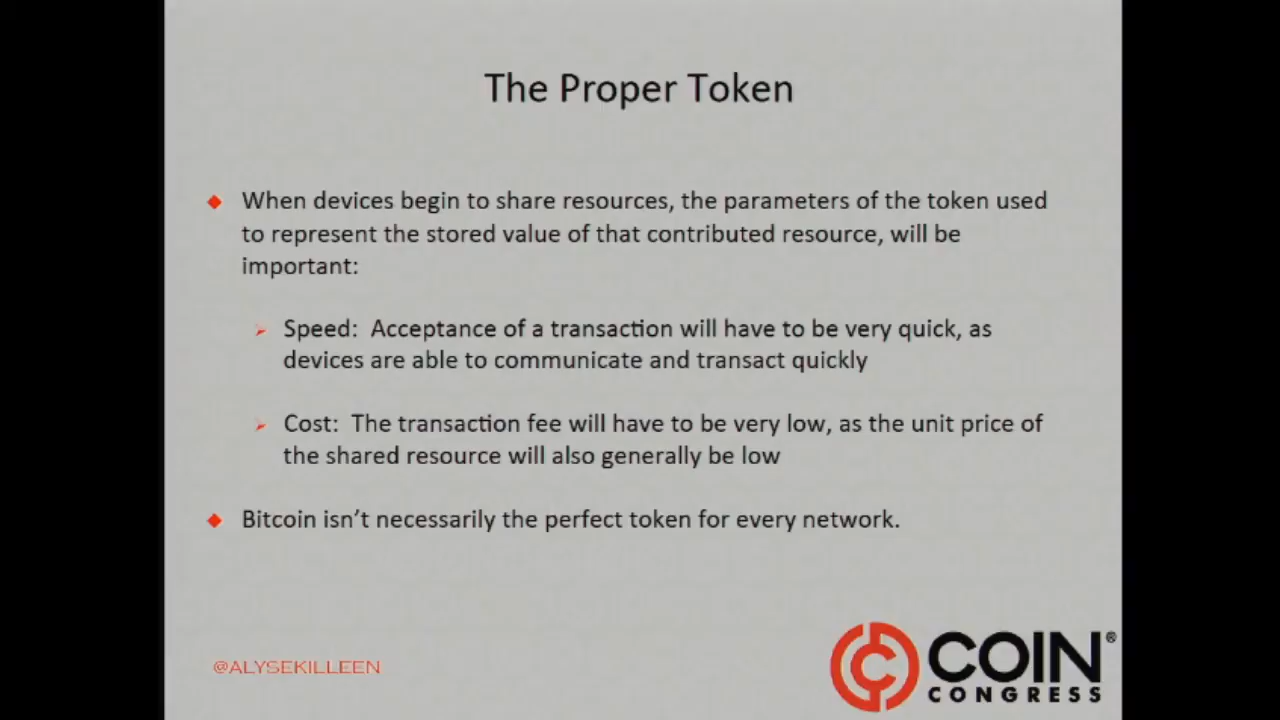 The Proper Token
When devices begin to share resources, the parameters of the token used
to represent the stored value of that contributed resource, will be
important:
Speed:  Acceptance of a transaction will have to be very quick, as
devices are able to communicate and transact quickly
Cost:  The transaction fee will have to be very low, as the unit price of
the shared resource will also generally be low
Bitcoin isn’t necessarily the perfect token for every network.
@ALYSEKILLEEN
COIN®
CONGRESS